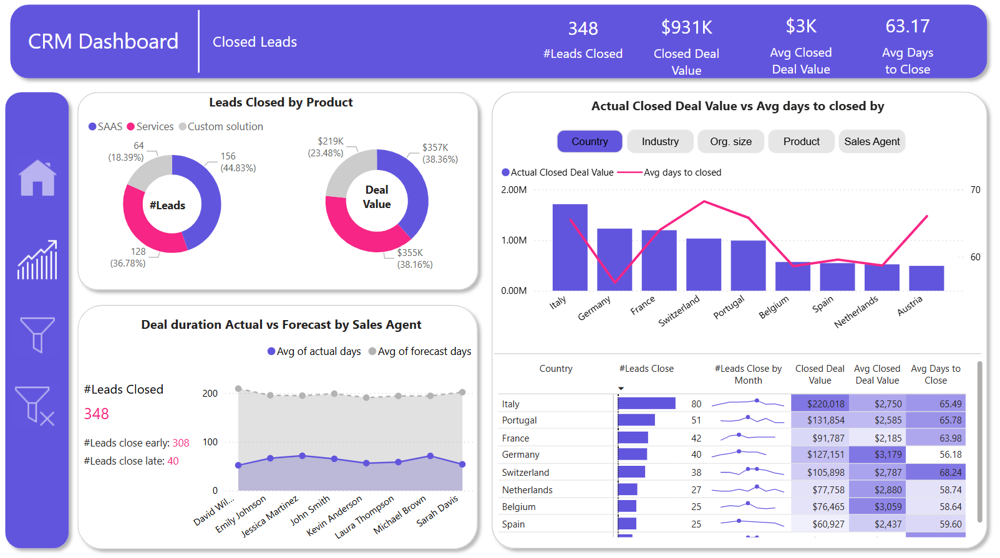 CRM Dashboard
Closed Leads
348
#Leads Closed
$931K
Closed Deal
Value
$3K
Avg Closed
Deal Value
63.17
Avg Days
to Close
Leads Closed by Product
SAAS Services Custom solution
64
(18.39%)
156
(44.83%)
#Leads
128
(36.78%)
$219K
(23.48%)
$357K
(38.36%)
Deal
Value
$355K
(38.16%)
Deal duration Actual vs Forecast by Sales Agent
Avg of actual days Avg of forecast days
#Leads Closed
348
#Leads close early: 308
#Leads close late: 40
200
100
0
David Wil...
Emily Johnson
Jessica Martinez
John Smith
Kevin Anderson
Laura Thompson
Michael Brown
Sarah Davis
Actual Closed Deal Value vs Avg days to closed by
Country Industry Org. size Product Sales Agent
Actual Closed Deal Value Avg days to closed
2.00M
1.00M
0.00M
70
60
Italy
Germany
France
Switzerland
Portugal
Belgium
Spain
Netherlands
Austria
Country #Leads Close #Leads Close by Month Closed Deal Value Avg Closed Deal Value Avg Days to Close
Italy 80 $220,018 $2,750 65.49
Portugal 51 $131,854 $2,585 65.78
France 42 $91,787 $2,185 63.98
Germany 40 $127,151 $3,179 56.18
Switzerland 38 $105,898 $2,787 68.24
Netherlands 27 $77,758 $2,880 58.74
Belgium 25 $76,465 $3,059 58.64
Spain 25 $60,927 $2,437 59.60